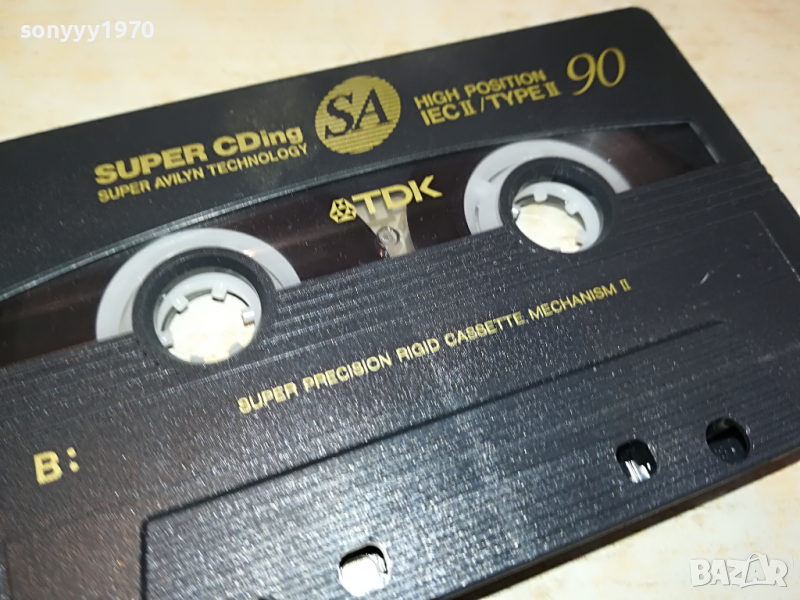 sonyyy1970
SUPER CDing
SUPER AVILYN TECHNOLOGY
SA
HIGH POSITION
IEC II / TYPE II
90
TDK
SUPER PRECISION RIGID CASSETTE MECHANISM II
B:
BAZAR